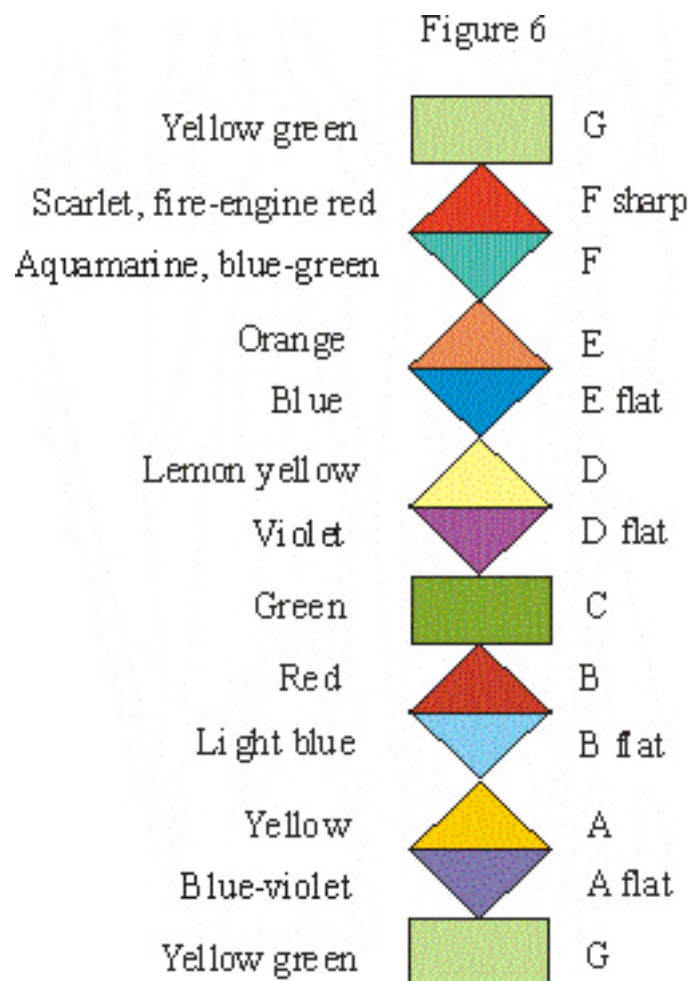 Figure 6
Yellow green G
Scarlet, fire-engine red F sharp
Aquamarine, blue-green F
Orange E
Blue E flat
Lemon yellow D
Violet D flat
Green C
Red B
Light blue B flat
Yellow A
Blue-violet A flat
Yellow green G